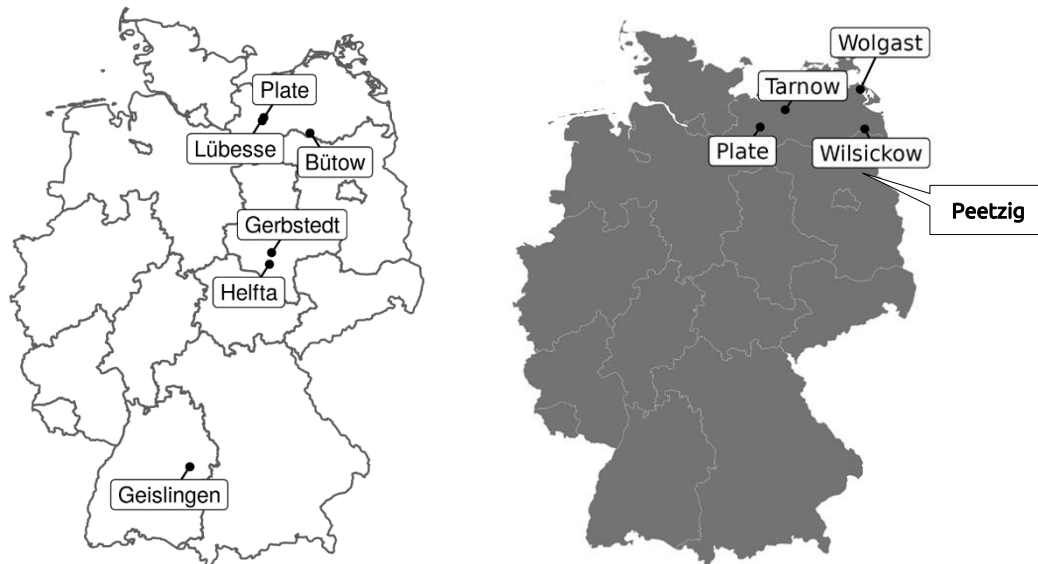 Plate
Lübesse
Bütow
Gerbstedt
Helfta
Geislingen
Wolgast
Tarnow
Plate
Wilsickow
Peetzig